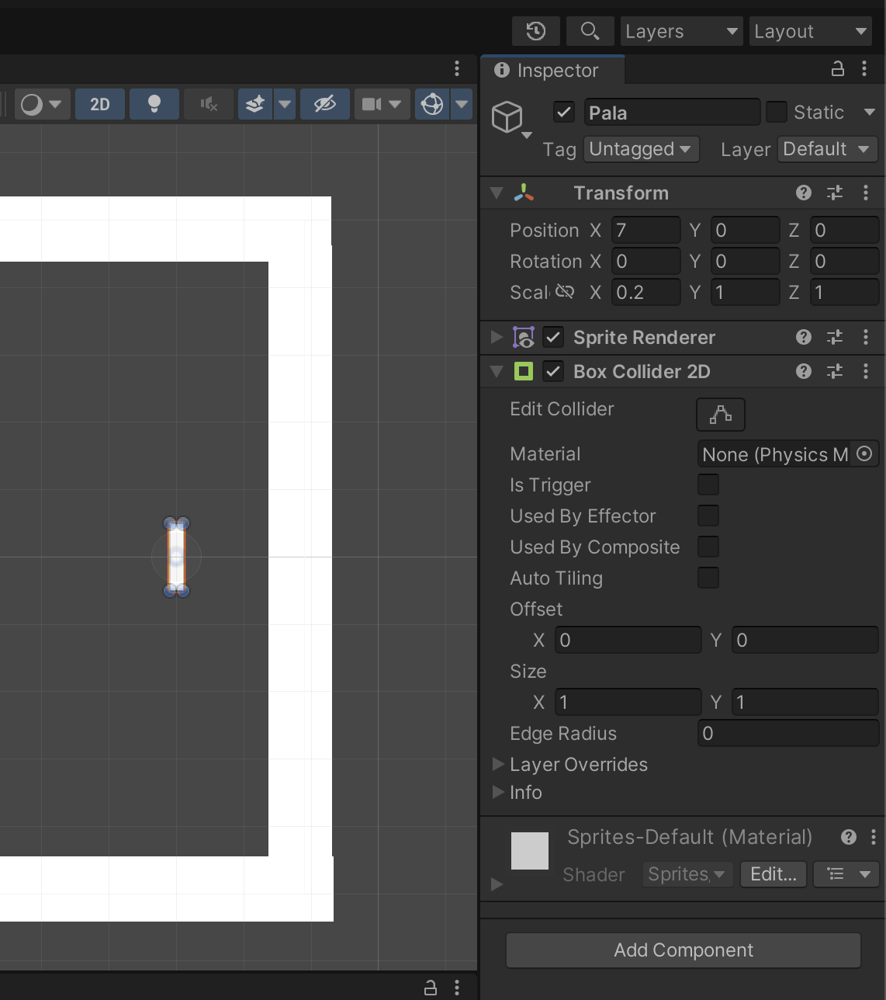 Layers Layout
Inspector
2D
Pala Static
Tag Untagged Layer Default
Transform
Position X 7 Y 0 Z 0
Rotation X 0 Y 0 Z 0
Scal X 0.2 Y 1 Z 1
Sprite Renderer
Box Collider 2D
Edit Collider
Material None (Physics M
Is Trigger
Used By Effector
Used By Composite
Auto Tiling
Offset
X 0 Y 0
Size
X 1 Y 1
Edge Radius 0
Layer Overrides
Info
Sprites-Default (Material)
Shader Sprites/ Edit...
Add Component